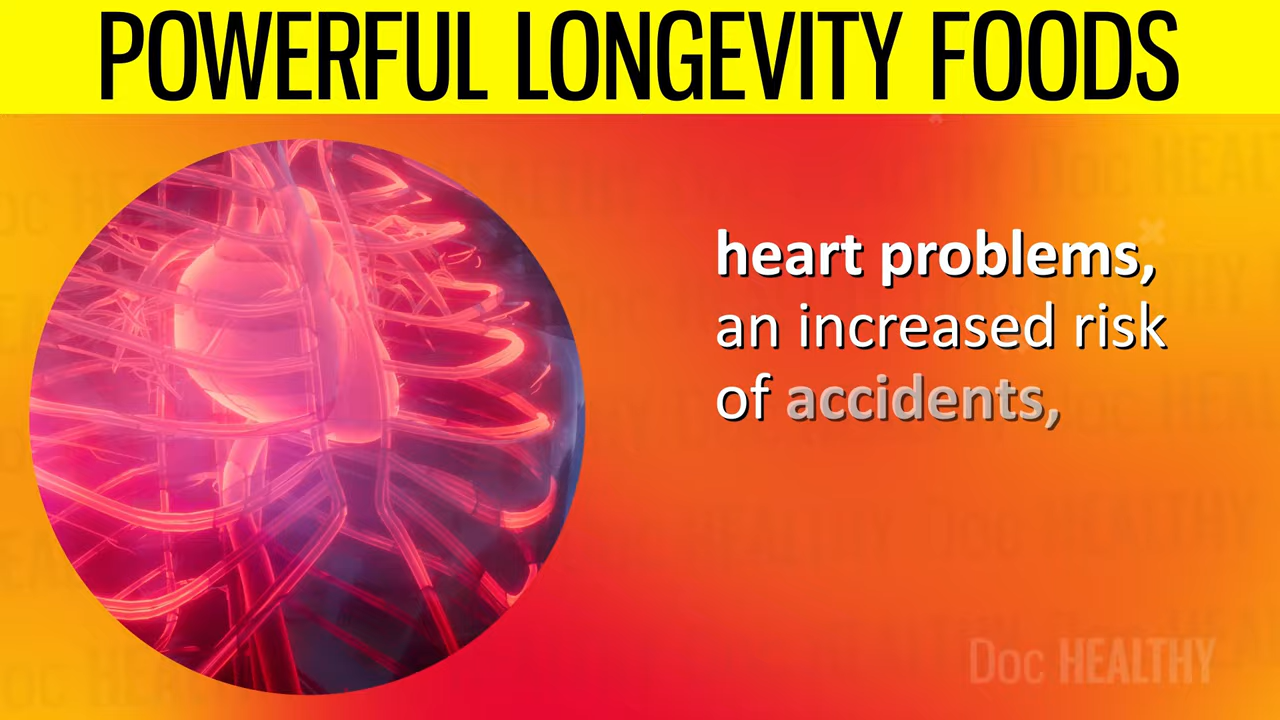 POWERFUL LONGEVITY FOODS
heart problems,
an increased risk
of accidents,
Doc HEALTHY